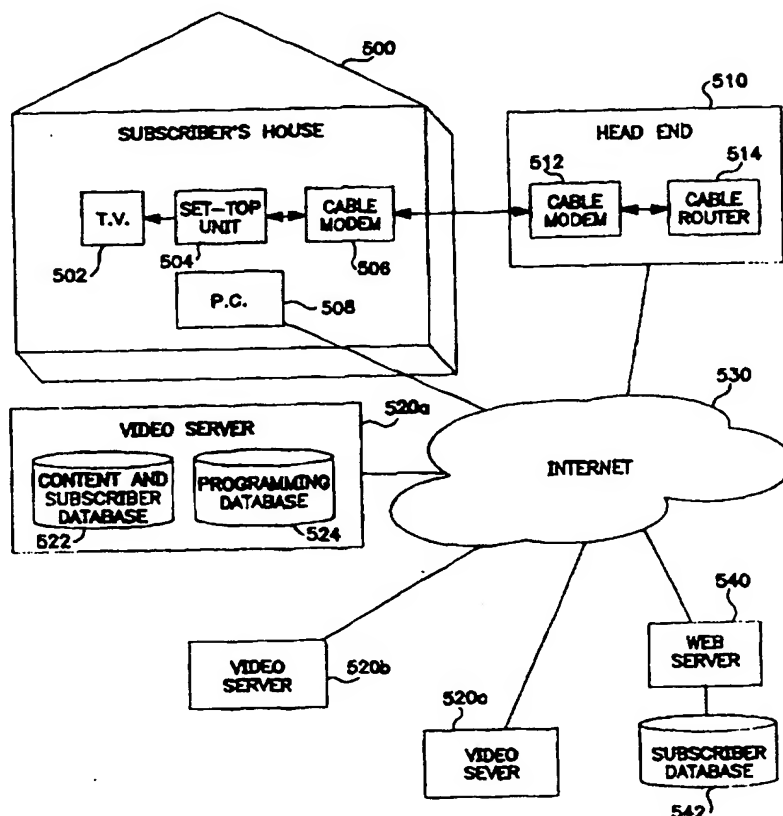 500
510
SUBSCRIBER'S HOUSE
HEAD END
512
514
T.V.
SET-TOP
UNIT
CABLE
MODEM
CABLE
MODEM
CABLE
ROUTER
502
504
506
P.C.
508
530
520a
VIDEO SERVER
INTERNET
CONTENT AND
SUBSCRIBER
DATABASE
PROGRAMMING
DATABASE
522
524
540
WEB
SERVER
VIDEO
SERVER
520b
520c
VIDEO
SEVER
SUBSCRIBER
DATABASE
542